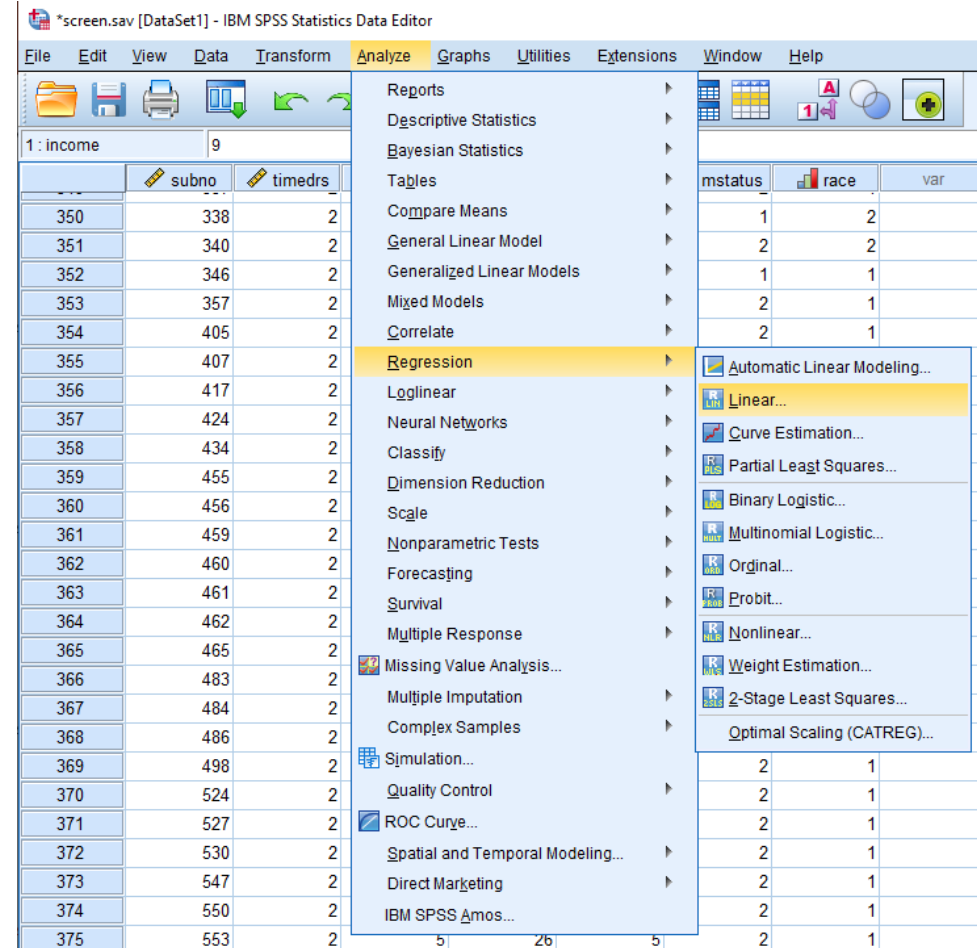 *screen.sav [DataSet1] - IBM SPSS Statistics Data Editor
File Edit View Data Transform Analyze Graphs Utilities Extensions Window Help
1 : income 9
subno timedrs mstatus race var
Reports
Descriptive Statistics
Bayesian Statistics
Tables
Compare Means
General Linear Model
Generalized Linear Models
Mixed Models
Correlate
Regression
Loglinear
Neural Networks
Classify
Dimension Reduction
Scale
Nonparametric Tests
Forecasting
Survival
Multiple Response
Missing Value Analysis...
Multiple Imputation
Complex Samples
Simulation...
Quality Control
ROC Curve...
Spatial and Temporal Modeling...
Direct Marketing
IBM SPSS Amos...
Automatic Linear Modeling...
Linear...
Curve Estimation...
Partial Least Squares...
Binary Logistic...
Multinomial Logistic...
Ordinal...
Probit...
Nonlinear...
Weight Estimation...
2-Stage Least Squares...
Optimal Scaling (CATREG)...
350 338 2 1 2
351 340 2 2 2
352 346 2 1 1
353 357 2 2 1
354 405 2 2 1
355 407 2
356 417 2
357 424 2
358 434 2
359 455 2
360 456 2
361 459 2
362 460 2
363 461 2
364 462 2
365 465 2
366 483 2
367 484 2
368 486 2
369 498 2 2 1
370 524 2 2 1
371 527 2 2 1
372 530 2 2 1
373 547 2 2 1
374 550 2 2 1
375 553 2 5 26 5 2 1